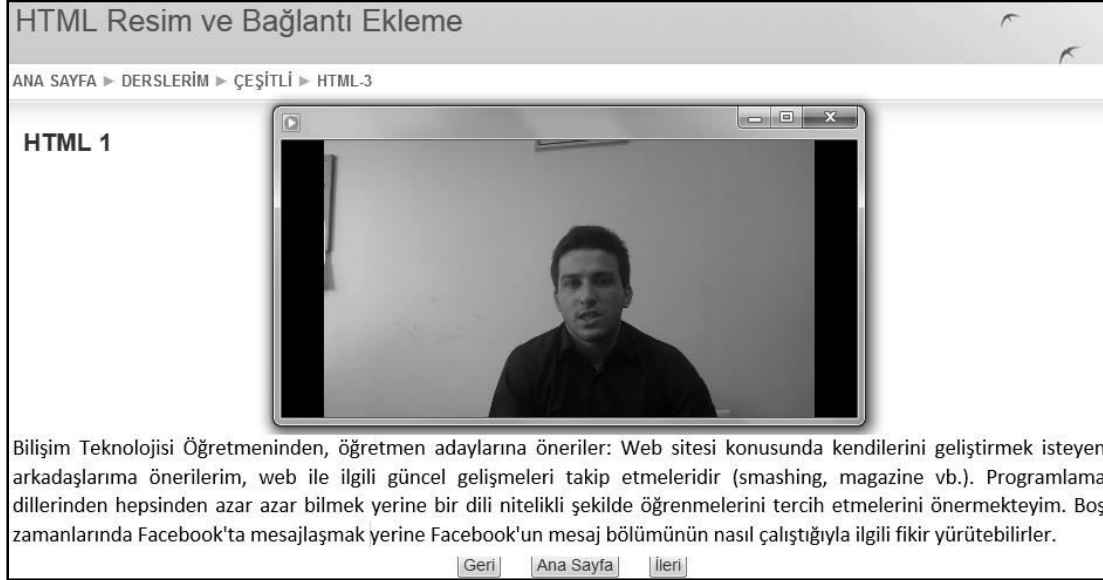 HTML Resim ve Bağlantı Ekleme
ANA SAYFA ► DERSLERİM ► ÇEŞİTLİ ► HTML-3
HTML 1
Bilişim Teknolojisi Öğretmeninden, öğretmen adaylarına öneriler: Web sitesi konusunda kendilerini geliştirmek isteyen
arkadaşlarıma önerilerim, web ile ilgili güncel gelişmeleri takip etmeleridir (smashing, magazine vb.). Programlama
dillerinden hepsinden azar azar bilmek yerine bir dili nitelikli şekilde öğrenmelerini tercih etmelerini önermekteyim. Boş
zamanlarında Facebook'ta mesajlaşmak yerine Facebook'un mesaj bölümünün nasıl çalıştığıyla ilgili fikir yürütebilirler.
Geri Ana Sayfa İleri